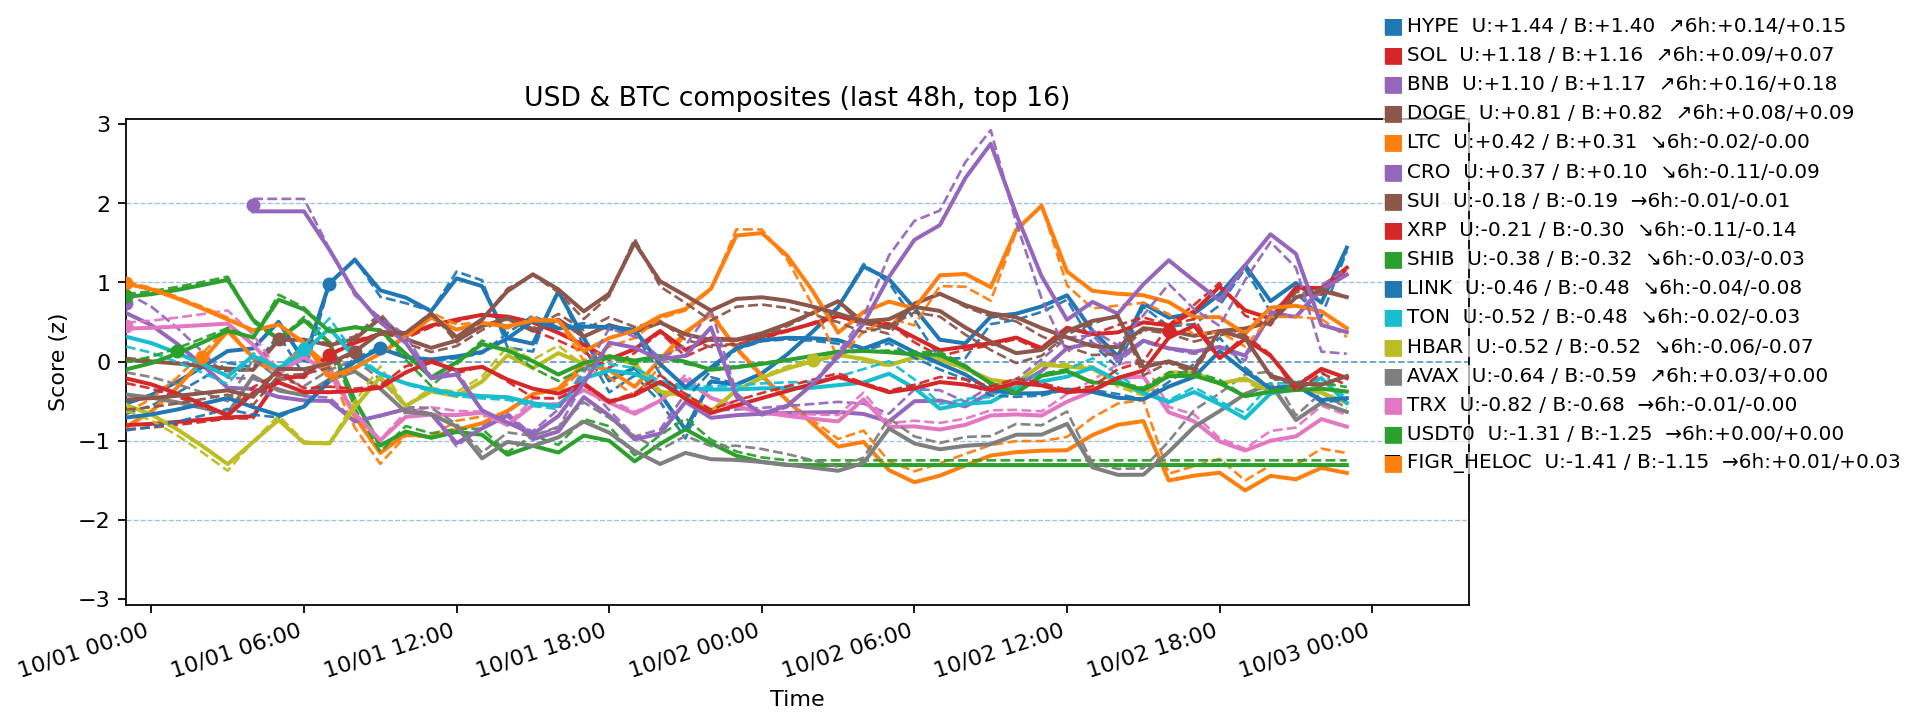 HYPE  U:+1.44 / B:+1.40  ↗6h:+0.14/+0.15
SOL  U:+1.18 / B:+1.16  ↗6h:+0.09/+0.07
BNB  U:+1.10 / B:+1.17  ↗6h:+0.16/+0.18
DOGE  U:+0.81 / B:+0.82  ↗6h:+0.08/+0.09
LTC  U:+0.42 / B:+0.31  ↘6h:-0.02/-0.00
CRO  U:+0.37 / B:+0.10  ↘6h:-0.11/-0.09
SUI  U:-0.18 / B:-0.19  →6h:-0.01/-0.01
XRP  U:-0.21 / B:-0.30  ↘6h:-0.11/-0.14
SHIB  U:-0.38 / B:-0.32  ↘6h:-0.03/-0.03
LINK  U:-0.46 / B:-0.48  ↘6h:-0.04/-0.08
TON  U:-0.52 / B:-0.48  ↘6h:-0.02/-0.03
HBAR  U:-0.52 / B:-0.52  ↘6h:-0.06/-0.07
AVAX  U:-0.64 / B:-0.59  ↗6h:+0.03/+0.00
TRX  U:-0.82 / B:-0.68  →6h:-0.01/-0.00
USDT0  U:-1.31 / B:-1.25  →6h:+0.00/+0.00
FIGR_HELOC  U:-1.41 / B:-1.15  →6h:+0.01/+0.03
USD & BTC composites (last 48h, top 16)
3
2
1
0
−1
−2
−3
Score (z)
10/01 00:00
10/01 06:00
10/01 12:00
10/01 18:00
10/02 00:00
10/02 06:00
10/02 12:00
10/02 18:00
10/03 00:00
Time